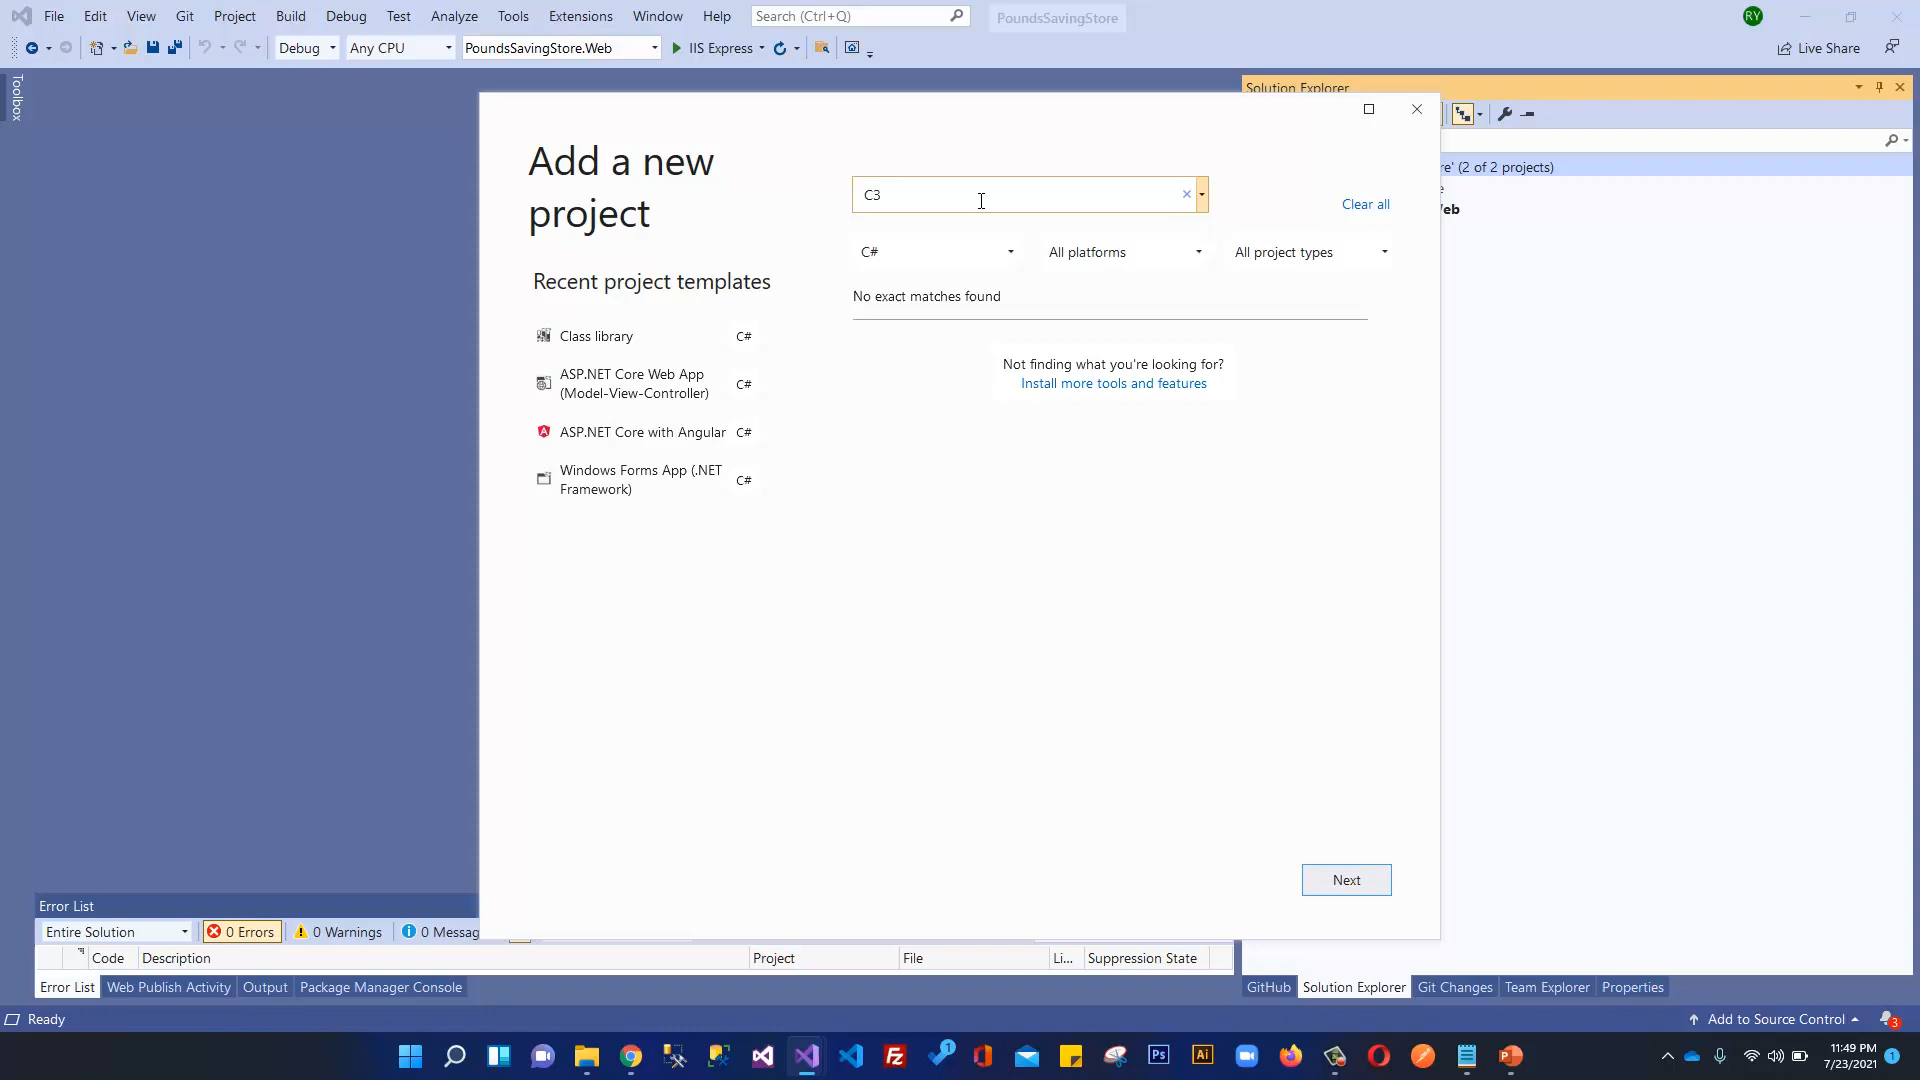 File Edit View Git Project Build Debug Test Analyze Tools Extensions Window Help Search (Ctrl+Q) PoundsSavingStore RY
Debug Any CPU PoundsSavingStore.Web IIS Express Live Share
Toolbox
Solution Explorer
re' (2 of 2 projects)
e
Veb
Add a new
project
C3
Clear all
C# All platforms All project types
Recent project templates
No exact matches found
Class library C#
ASP.NET Core Web App
(Model-View-Controller) C#
ASP.NET Core with Angular C#
Windows Forms App (.NET
Framework) C#
Not finding what you're looking for?
Install more tools and features
Next
Error List
Entire Solution 0 Errors 0 Warnings 0 Messag
Code Description Project File Li... Suppression State
Error List Web Publish Activity Output Package Manager Console
GitHub Solution Explorer Git Changes Team Explorer Properties
Ready Add to Source Control 3
Ps Ai 1
11:49 PM
7/23/2021
1